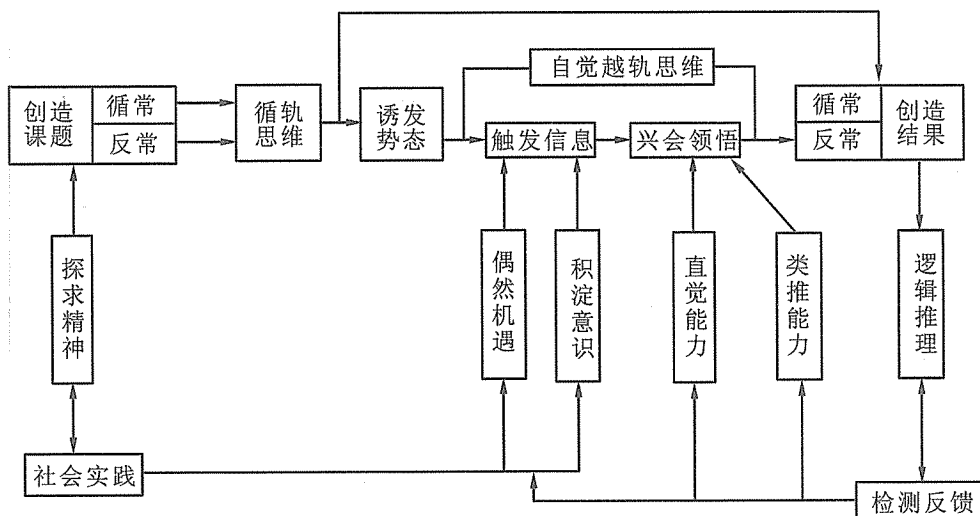 自觉越轨思维
创造课题
循常
反常
循轨思维
诱发势态
触发信息
兴会领悟
循常
反常
创造结果
探求精神
偶然机遇
积淀意识
直觉能力
类推能力
逻辑推理
社会实践
检测反馈